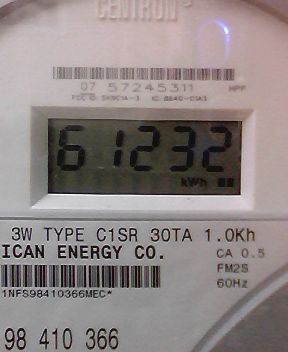 CENTRON
07 57245311
61232
kWh
3W TYPE C1SR 30TA 1.0Kh
ICAN ENERGY CO.
CA 0.5
FM2S
60Hz
1NFS98410366MEC*
98 410 366